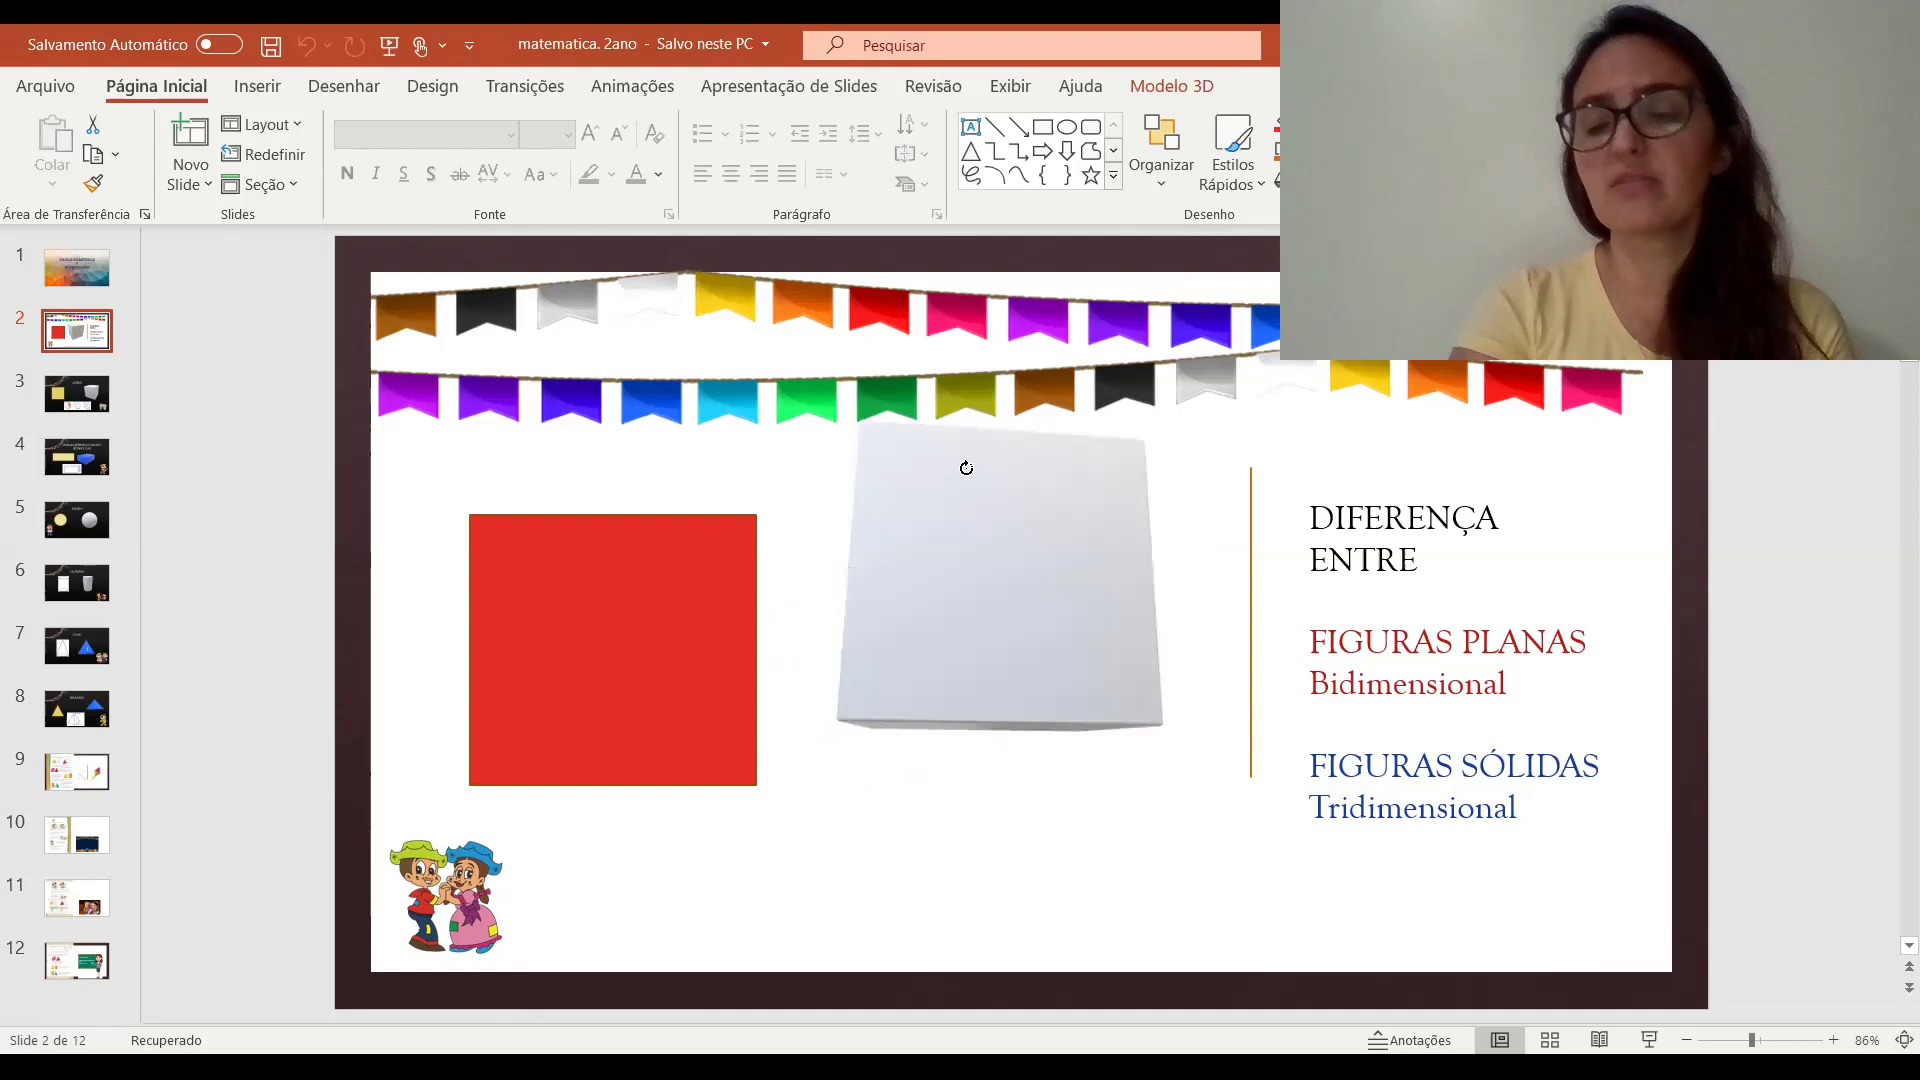 Salvamento Automático
matematica. 2ano - Salvo neste PC
Pesquisar
Arquivo
Página Inicial
Inserir
Desenhar
Design
Transições
Animações
Apresentação de Slides
Revisão
Exibir
Ajuda
Modelo 3D
Colar
Novo
Slide
Layout
Redefinir
Seção
Organizar
Estilos
Rápidos
Área de Transferência
Slides
Fonte
Parágrafo
Desenho
1
2
3
4
5
6
7
8
9
10
11
12
DIFERENÇA
ENTRE
FIGURAS PLANAS
Bidimensional
FIGURAS SÓLIDAS
Tridimensional
Slide 2 de 12
Recuperado
Anotações
86%